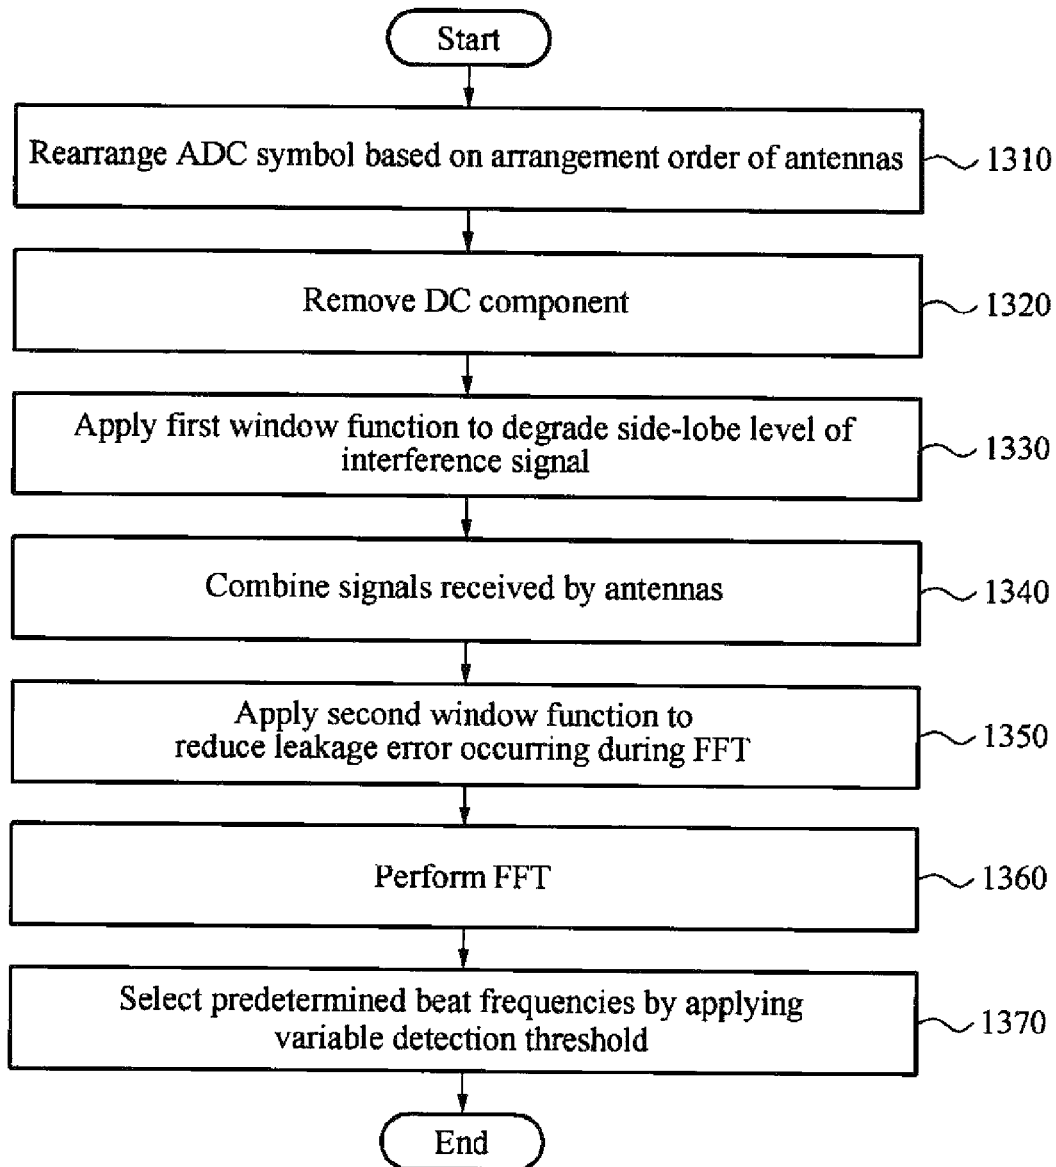 Start
Rearrange ADC symbol based on arrangement order of antennas
1310
Remove DC component
1320
Apply first window function to degrade side-lobe level of
interference signal
1330
Combine signals received by antennas
1340
Apply second window function to
reduce leakage error occurring during FFT
1350
Perform FFT
1360
Select predetermined beat frequencies by applying
variable detection threshold
1370
End